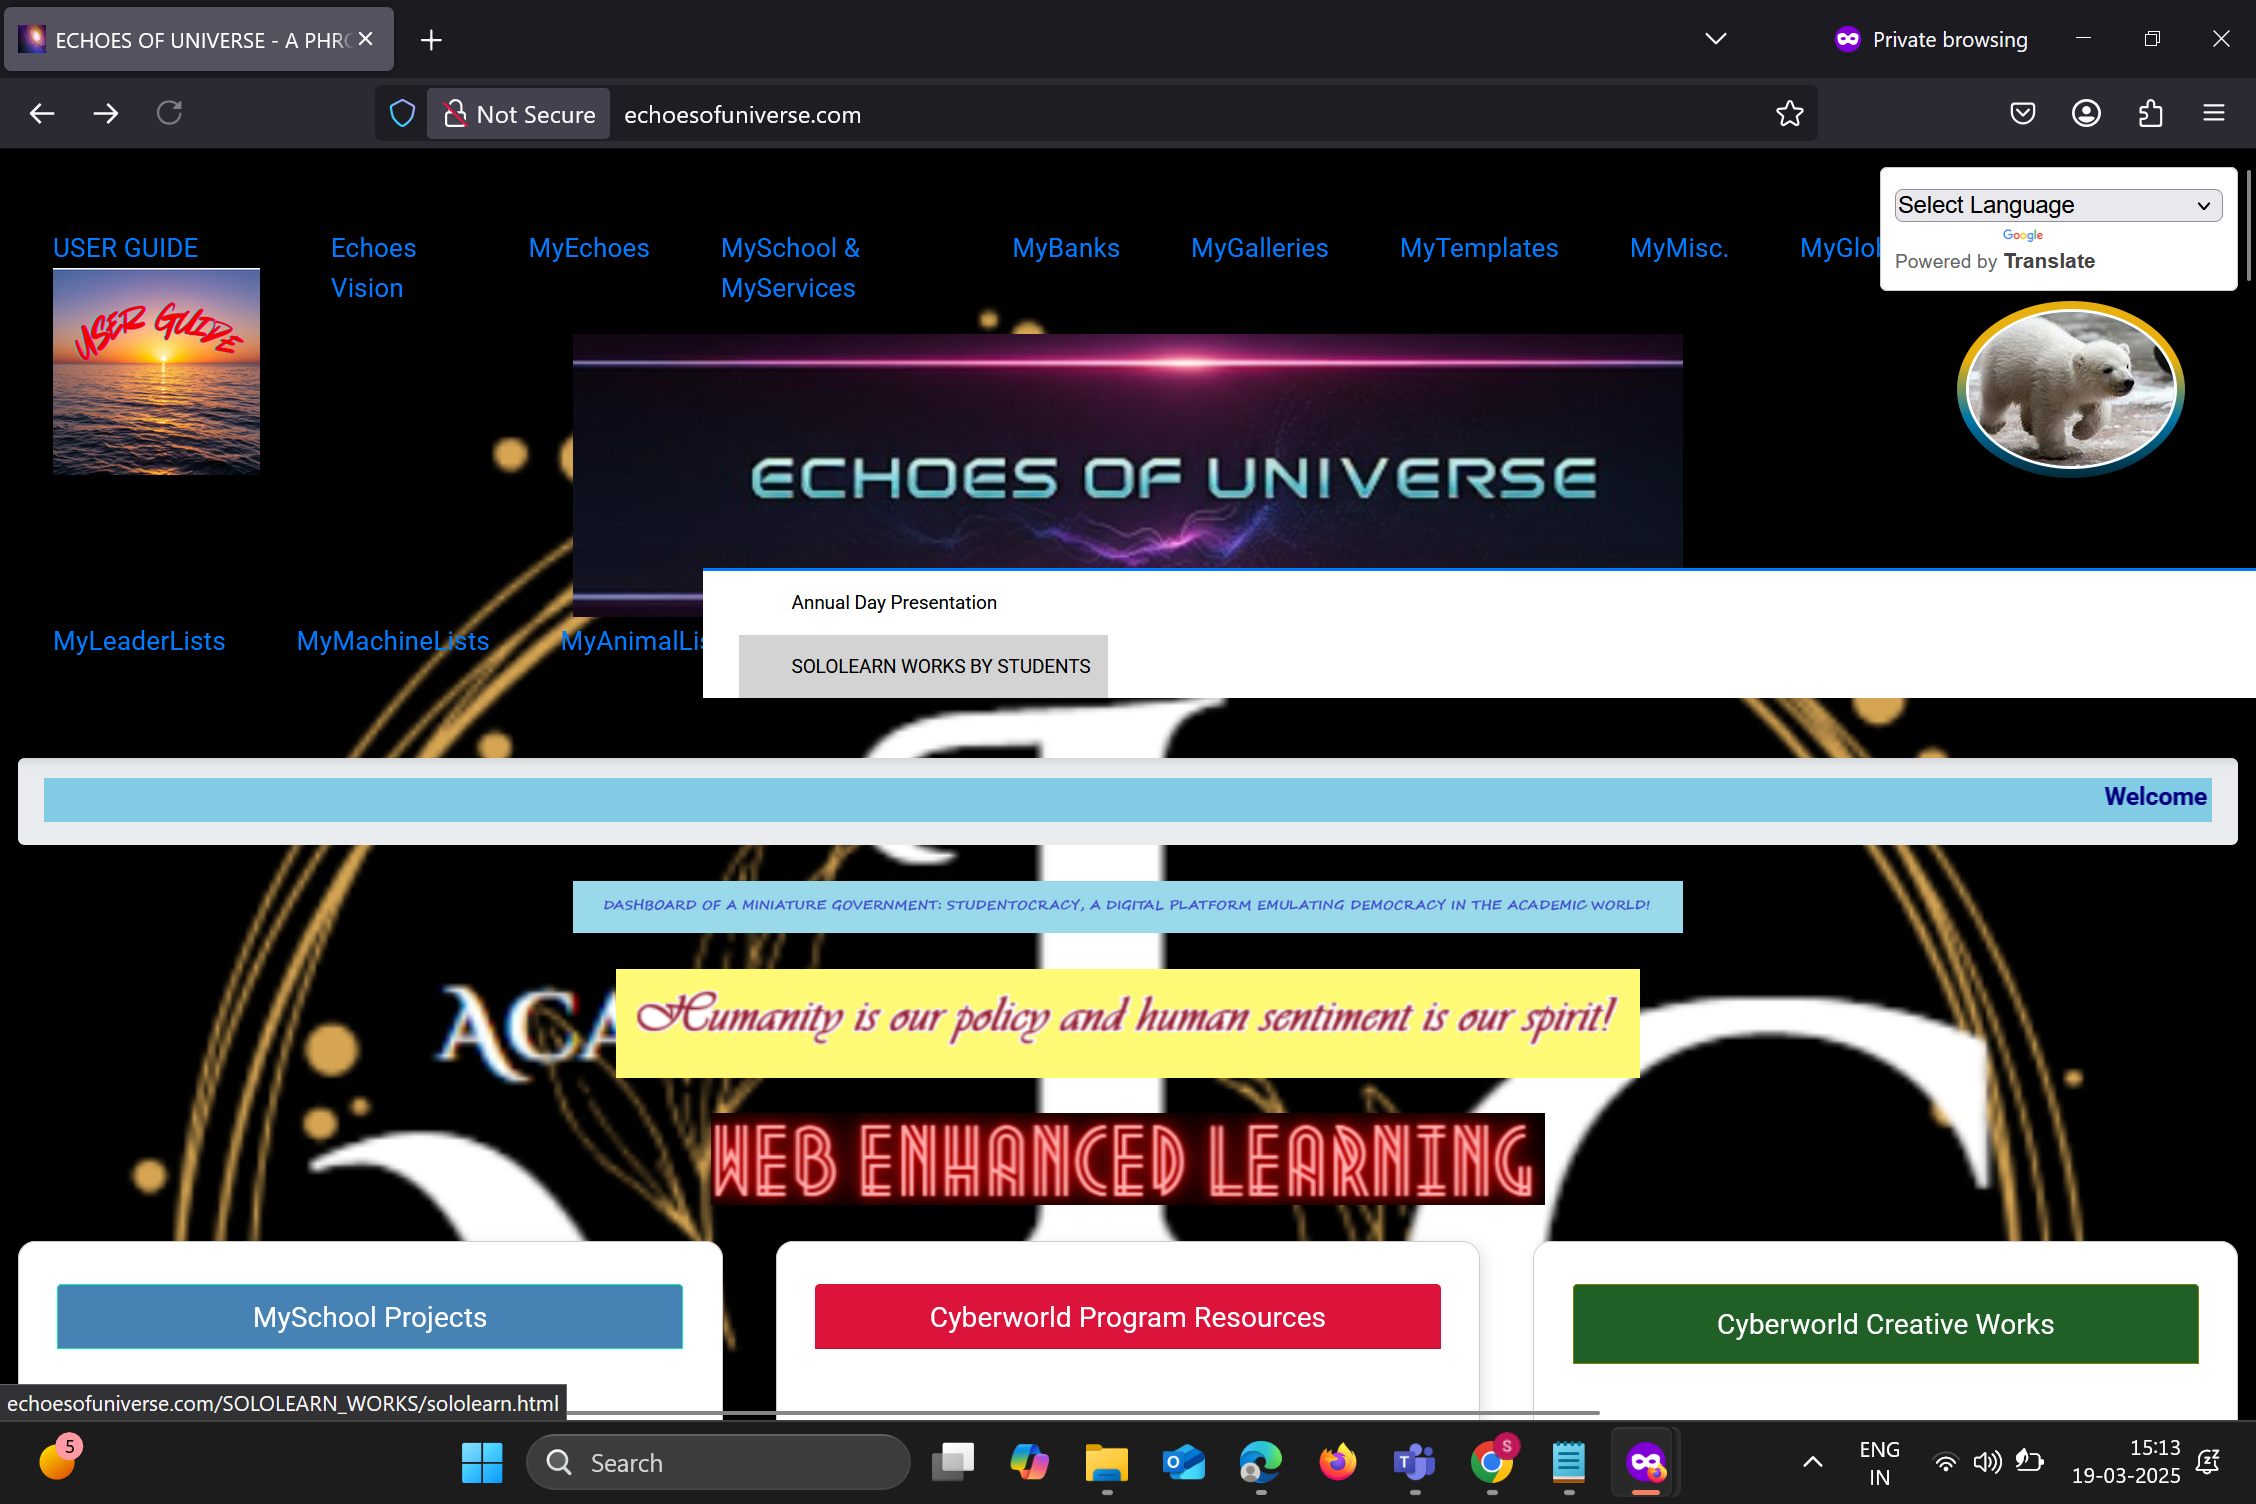 ECHOES OF UNIVERSE - A PHRO
Private browsing
Not Secure
echoesofuniverse.com
Select Language
Google
Powered by Translate
USER GUIDE
Echoes
Vision
MyEchoes
MySchool &
MyServices
MyBanks
MyGalleries
MyTemplates
MyMisc.
MyGlo
USER GUIDE
ECHOES OF UNIVERSE
Annual Day Presentation
SOLOLEARN WORKS BY STUDENTS
MyLeaderLists
MyMachineLists
MyAnimalLis
Welcome
DASHBOARD OF A MINIATURE GOVERNMENT: STUDENTOCRACY, A DIGITAL PLATFORM EMULATING DEMOCRACY IN THE ACADEMIC WORLD!
ACA
Humanity is our policy and human sentiment is our spirit!
WEB ENHANCED LEARNING
MySchool Projects
Cyberworld Program Resources
Cyberworld Creative Works
echoesofuniverse.com/SOLOLEARN_WORKS/sololearn.html
5
Search
S
ENG
IN
15:13
19-03-2025